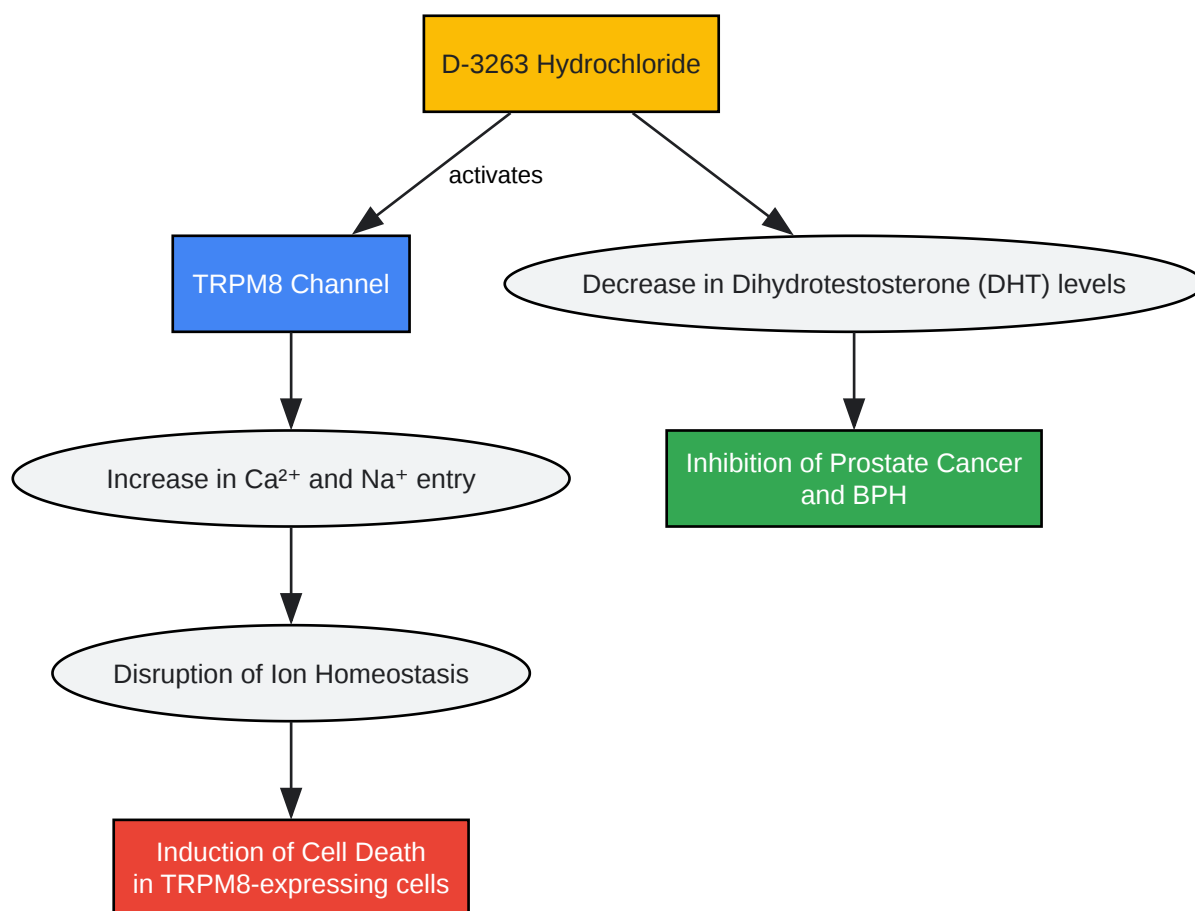 D-3263 Hydrochloride
activates
TRPM8 Channel
Decrease in Dihydrotestosterone (DHT) levels
Increase in Ca²⁺ and Na⁺ entry
Inhibition of Prostate Cancer
and BPH
Disruption of Ion Homeostasis
Induction of Cell Death
in TRPM8-expressing cells